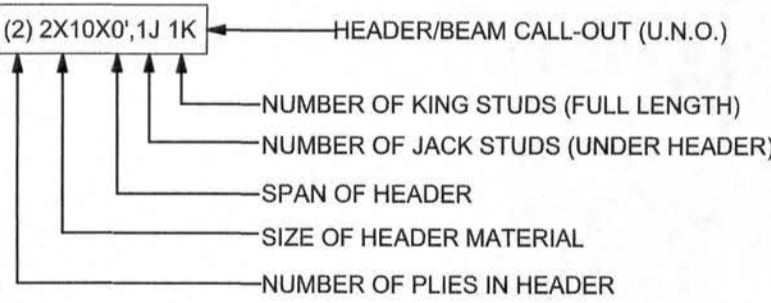 (2) 2X10X0',1J 1K
HEADER/BEAM CALL-OUT (U.N.O.)
NUMBER OF KING STUDS (FULL LENGTH)
NUMBER OF JACK STUDS (UNDER HEADER)
SPAN OF HEADER
SIZE OF HEADER MATERIAL
NUMBER OF PLIES IN HEADER